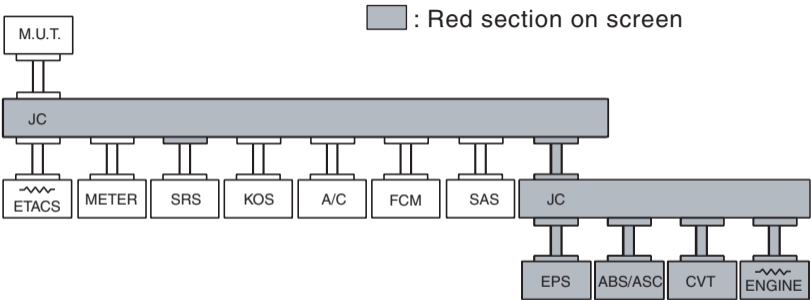 : Red section on screen
M.U.T.
JC
ETACS
METER
SRS
KOS
A/C
FCM
SAS
JC
EPS
ABS/ASC
CVT
ENGINE